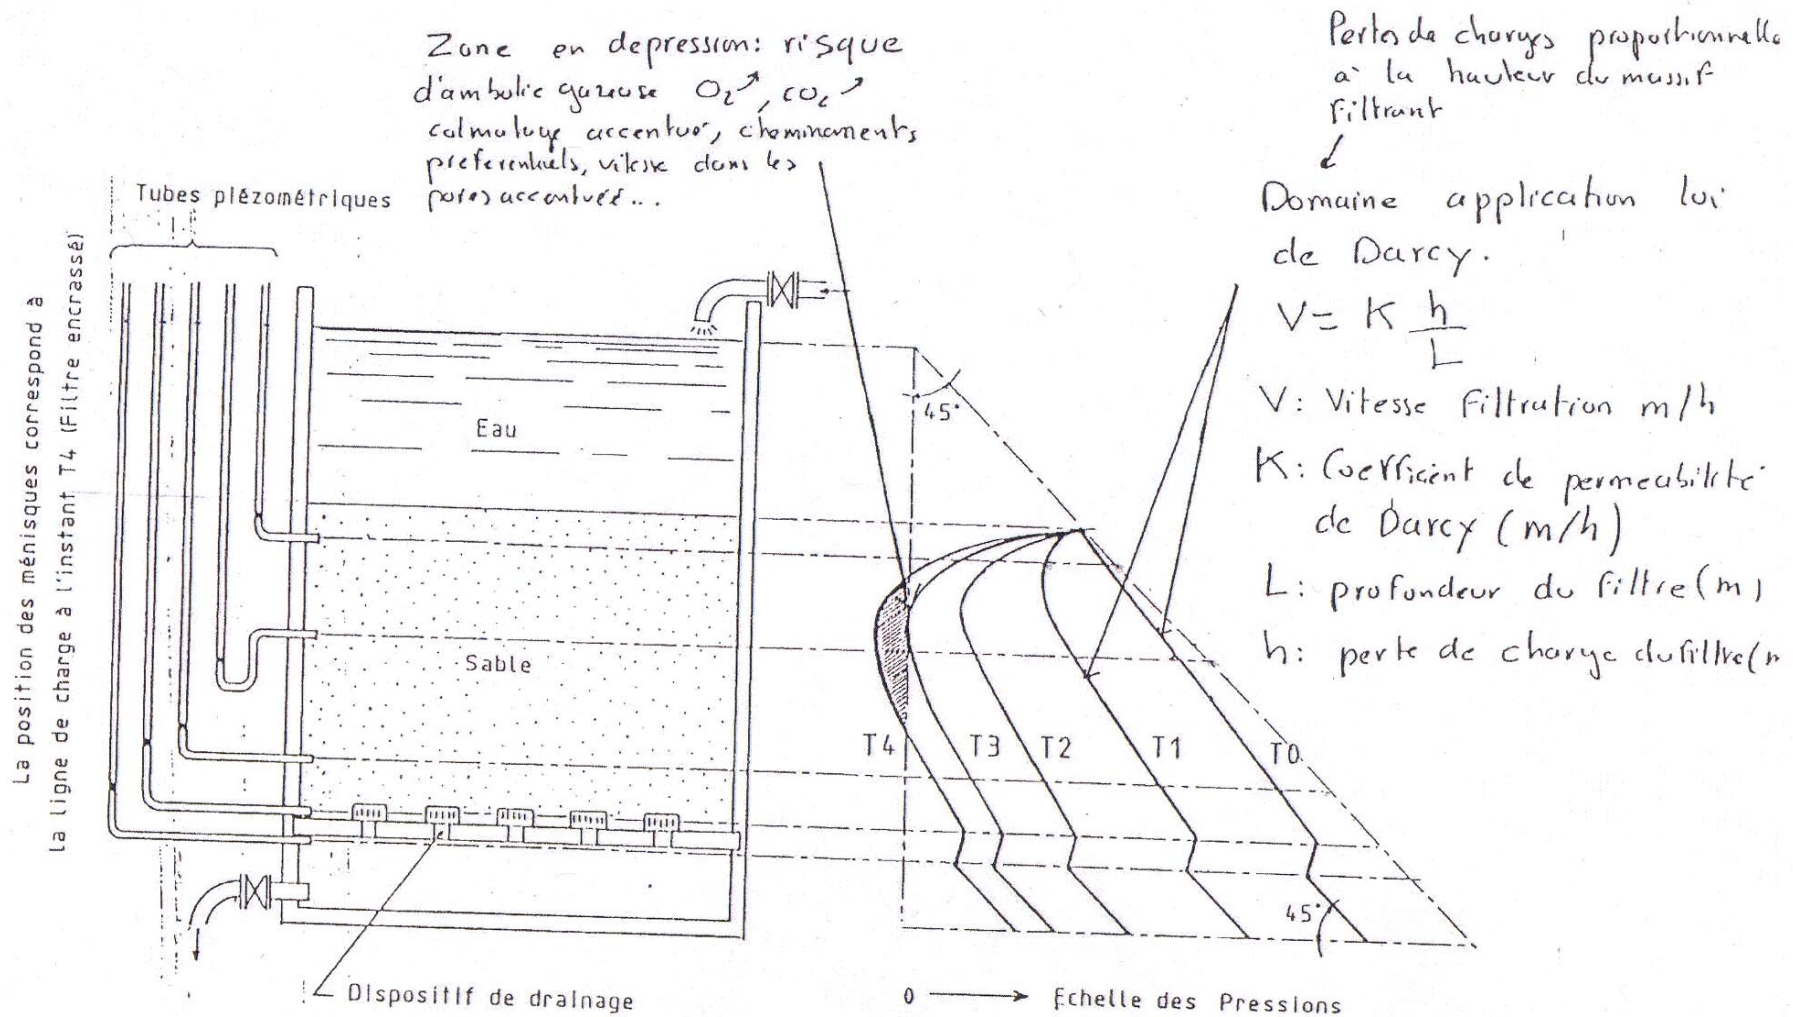 Zone en depression: risque
d'ambolie gazeuse O2↗, CO2↗
colmatage accentué, cheminements
preferentiels, vitesse dans les
pores accentuée...
Pertes de charges proportionnelle
à la hauteur du massif
filtrant
Domaine application loi
de Darcy.
V = K h/L
V: Vitesse Filtration m/h
K: Coefficient de permeabilité
de Darcy (m/h)
L: profondeur du filtre (m)
h: perte de charge du filtre (m
Tubes piézométriques
La position des ménisques correspond à
la ligne de charge à l'instant T4 (Filtre encrassé)
Eau
Sable
45°
T4 T3 T2 T1 T0
45°
Dispositif de drainage
0 → Echelle des Pressions